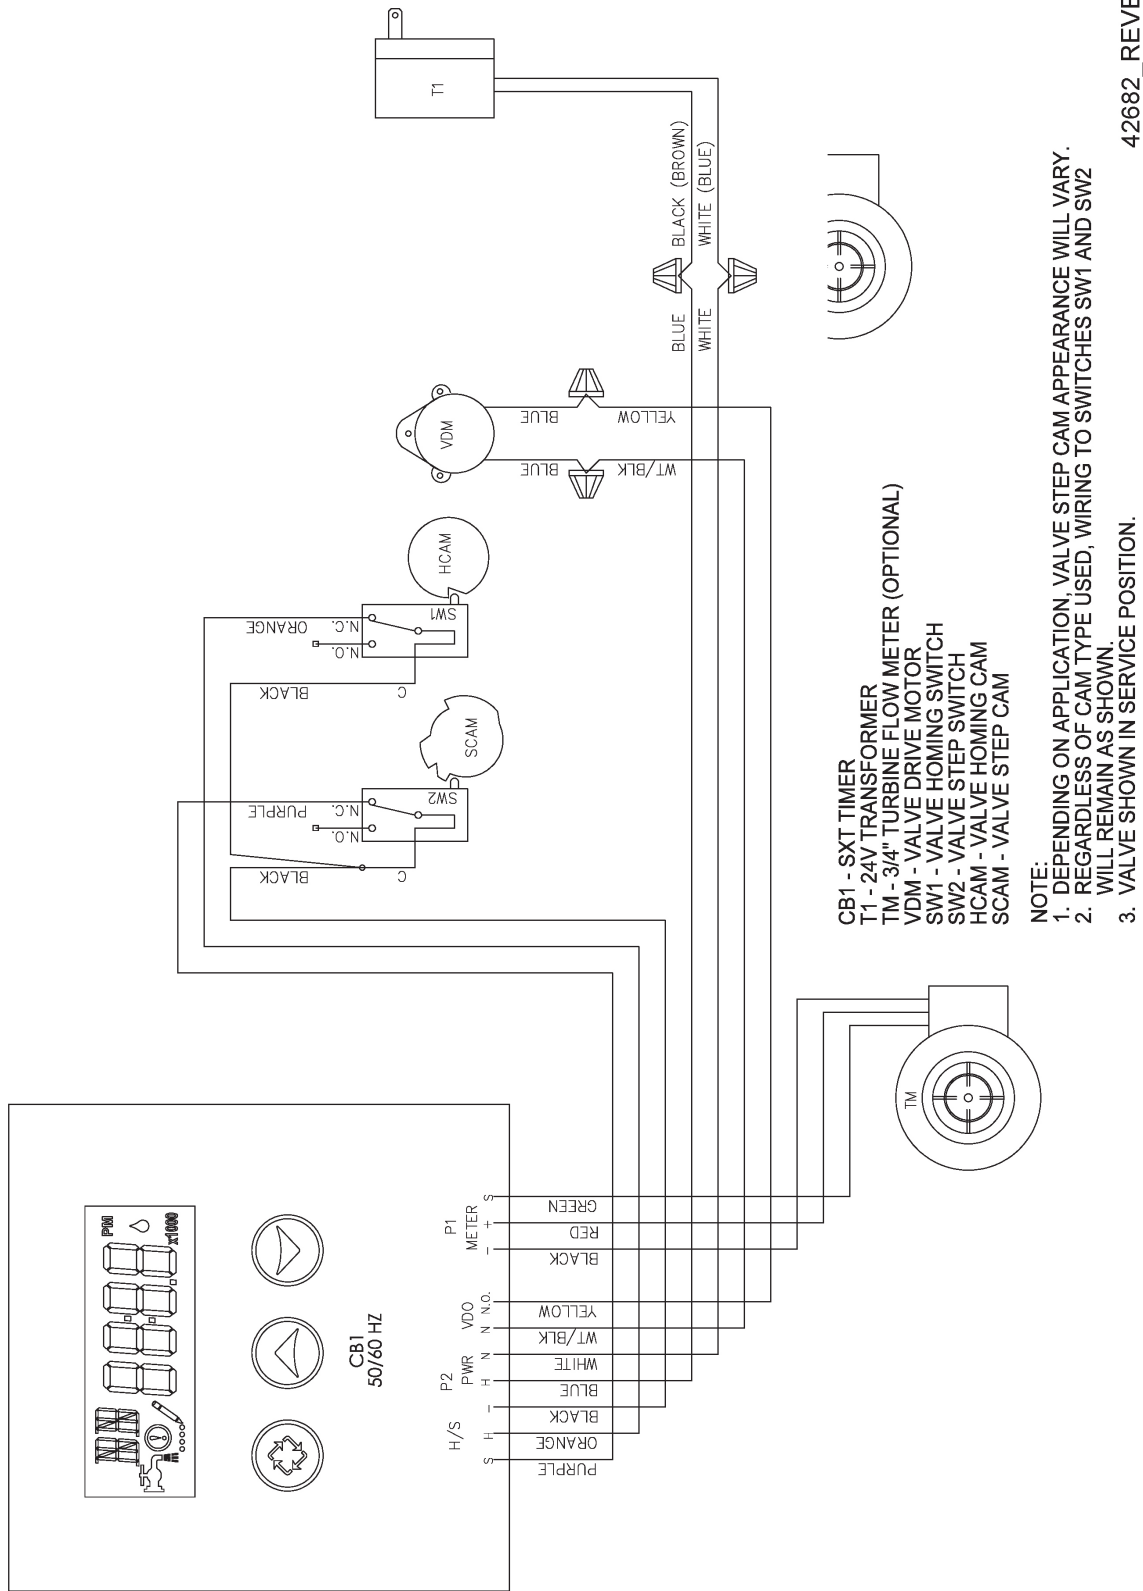 PM
x1000
CB1
50/60 HZ
H/S
P2
PWR
VDO
P1
METER
S
H
-
H
N
N
N.O.
-
+
S
PURPLE
ORANGE
BLACK
BLUE
WHITE
WT/BLK
YELLOW
BLACK
RED
GREEN
BLACK
BLACK
PURPLE
ORANGE
C
N.O.
N.C.
SW2
SCAM
C
N.O.
N.C.
SW1
HCAM
VDM
BLUE
BLUE
WT/BLK
YELLOW
BLUE
BLACK (BROWN)
WHITE
WHITE (BLUE)
T1
TM
CB1 - SXT TIMER
T1 - 24V TRANSFORMER
TM - 3/4" TURBINE FLOW METER (OPTIONAL)
VDM - VALVE DRIVE MOTOR
SW1 - VALVE HOMING SWITCH
SW2 - VALVE STEP SWITCH
HCAM - VALVE HOMING CAM
SCAM - VALVE STEP CAM
NOTE:
1. DEPENDING ON APPLICATION, VALVE STEP CAM APPEARANCE WILL VARY.
2. REGARDLESS OF CAM TYPE USED, WIRING TO SWITCHES SW1 AND SW2
WILL REMAIN AS SHOWN.
3. VALVE SHOWN IN SERVICE POSITION.
42682_REVB